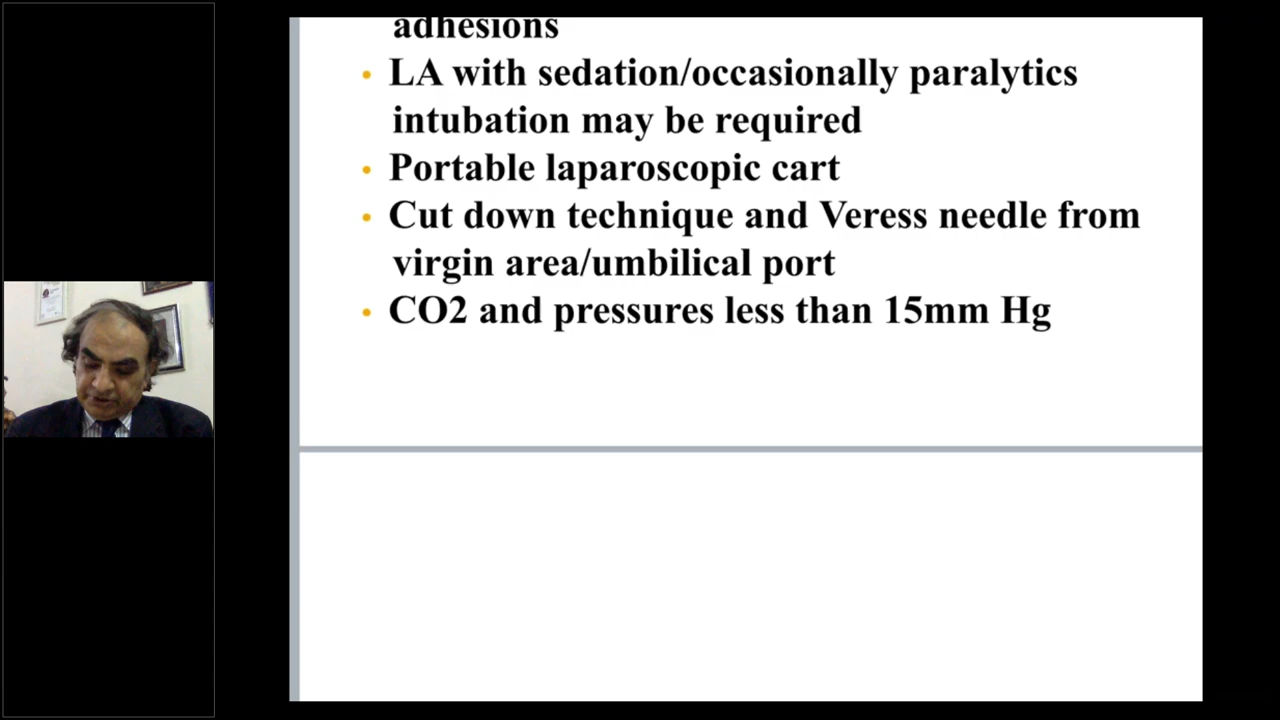 adhesions
• LA with sedation/occasionally paralytics
intubation may be required
• Portable laparoscopic cart
• Cut down technique and Veress needle from
virgin area/umbilical port
• CO2 and pressures less than 15mm Hg